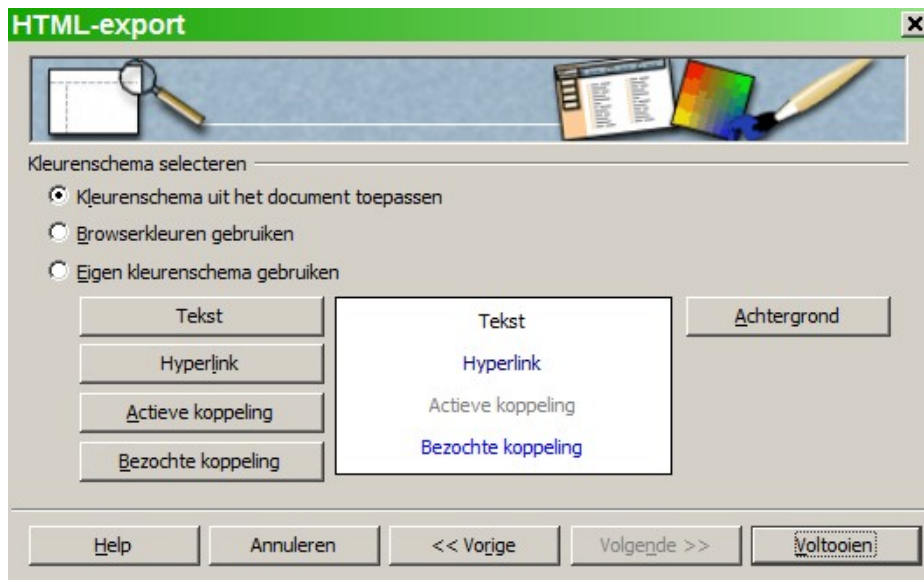 HTML-export
Kleurenschema selecteren
Kleurenschema uit het document toepassen
Browserkleuren gebruiken
Eigen kleurenschema gebruiken
Tekst
Hyperlink
Actieve koppeling
Bezochte koppeling
Tekst
Hyperlink
Actieve koppeling
Bezochte koppeling
Achtergrond
Help
Annuleren
<< Vorige
Volgende >>
Voltooien